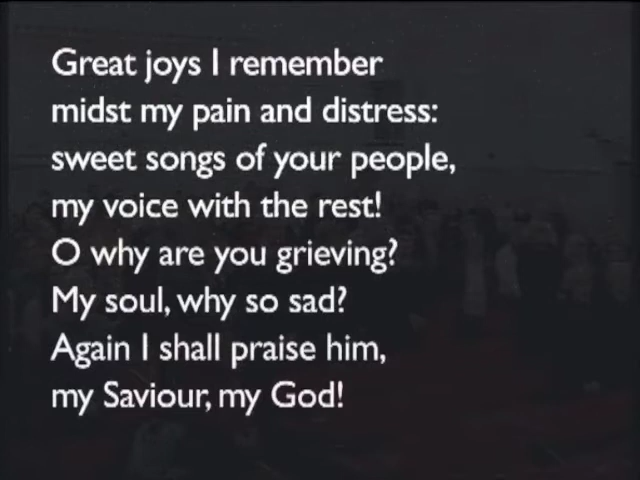 Great joys I remember
midst my pain and distress:
sweet songs of your people,
my voice with the rest!
O why are you grieving?
My soul, why so sad?
Again I shall praise him,
my Saviour, my God!